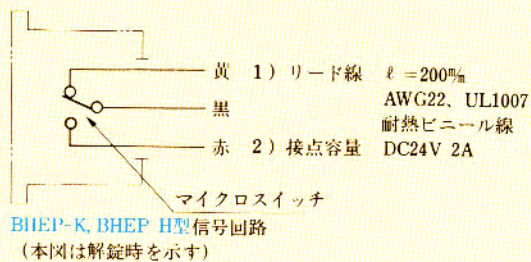 黄 1）リード線 ℓ＝200㎜
黒 AWG22、UL1007
耐熱ビニール線
赤 2）接点容量 DC24V 2A
マイクロスイッチ
BHEP-K, BHEP H型信号回路
（本図は解錠時を示す）